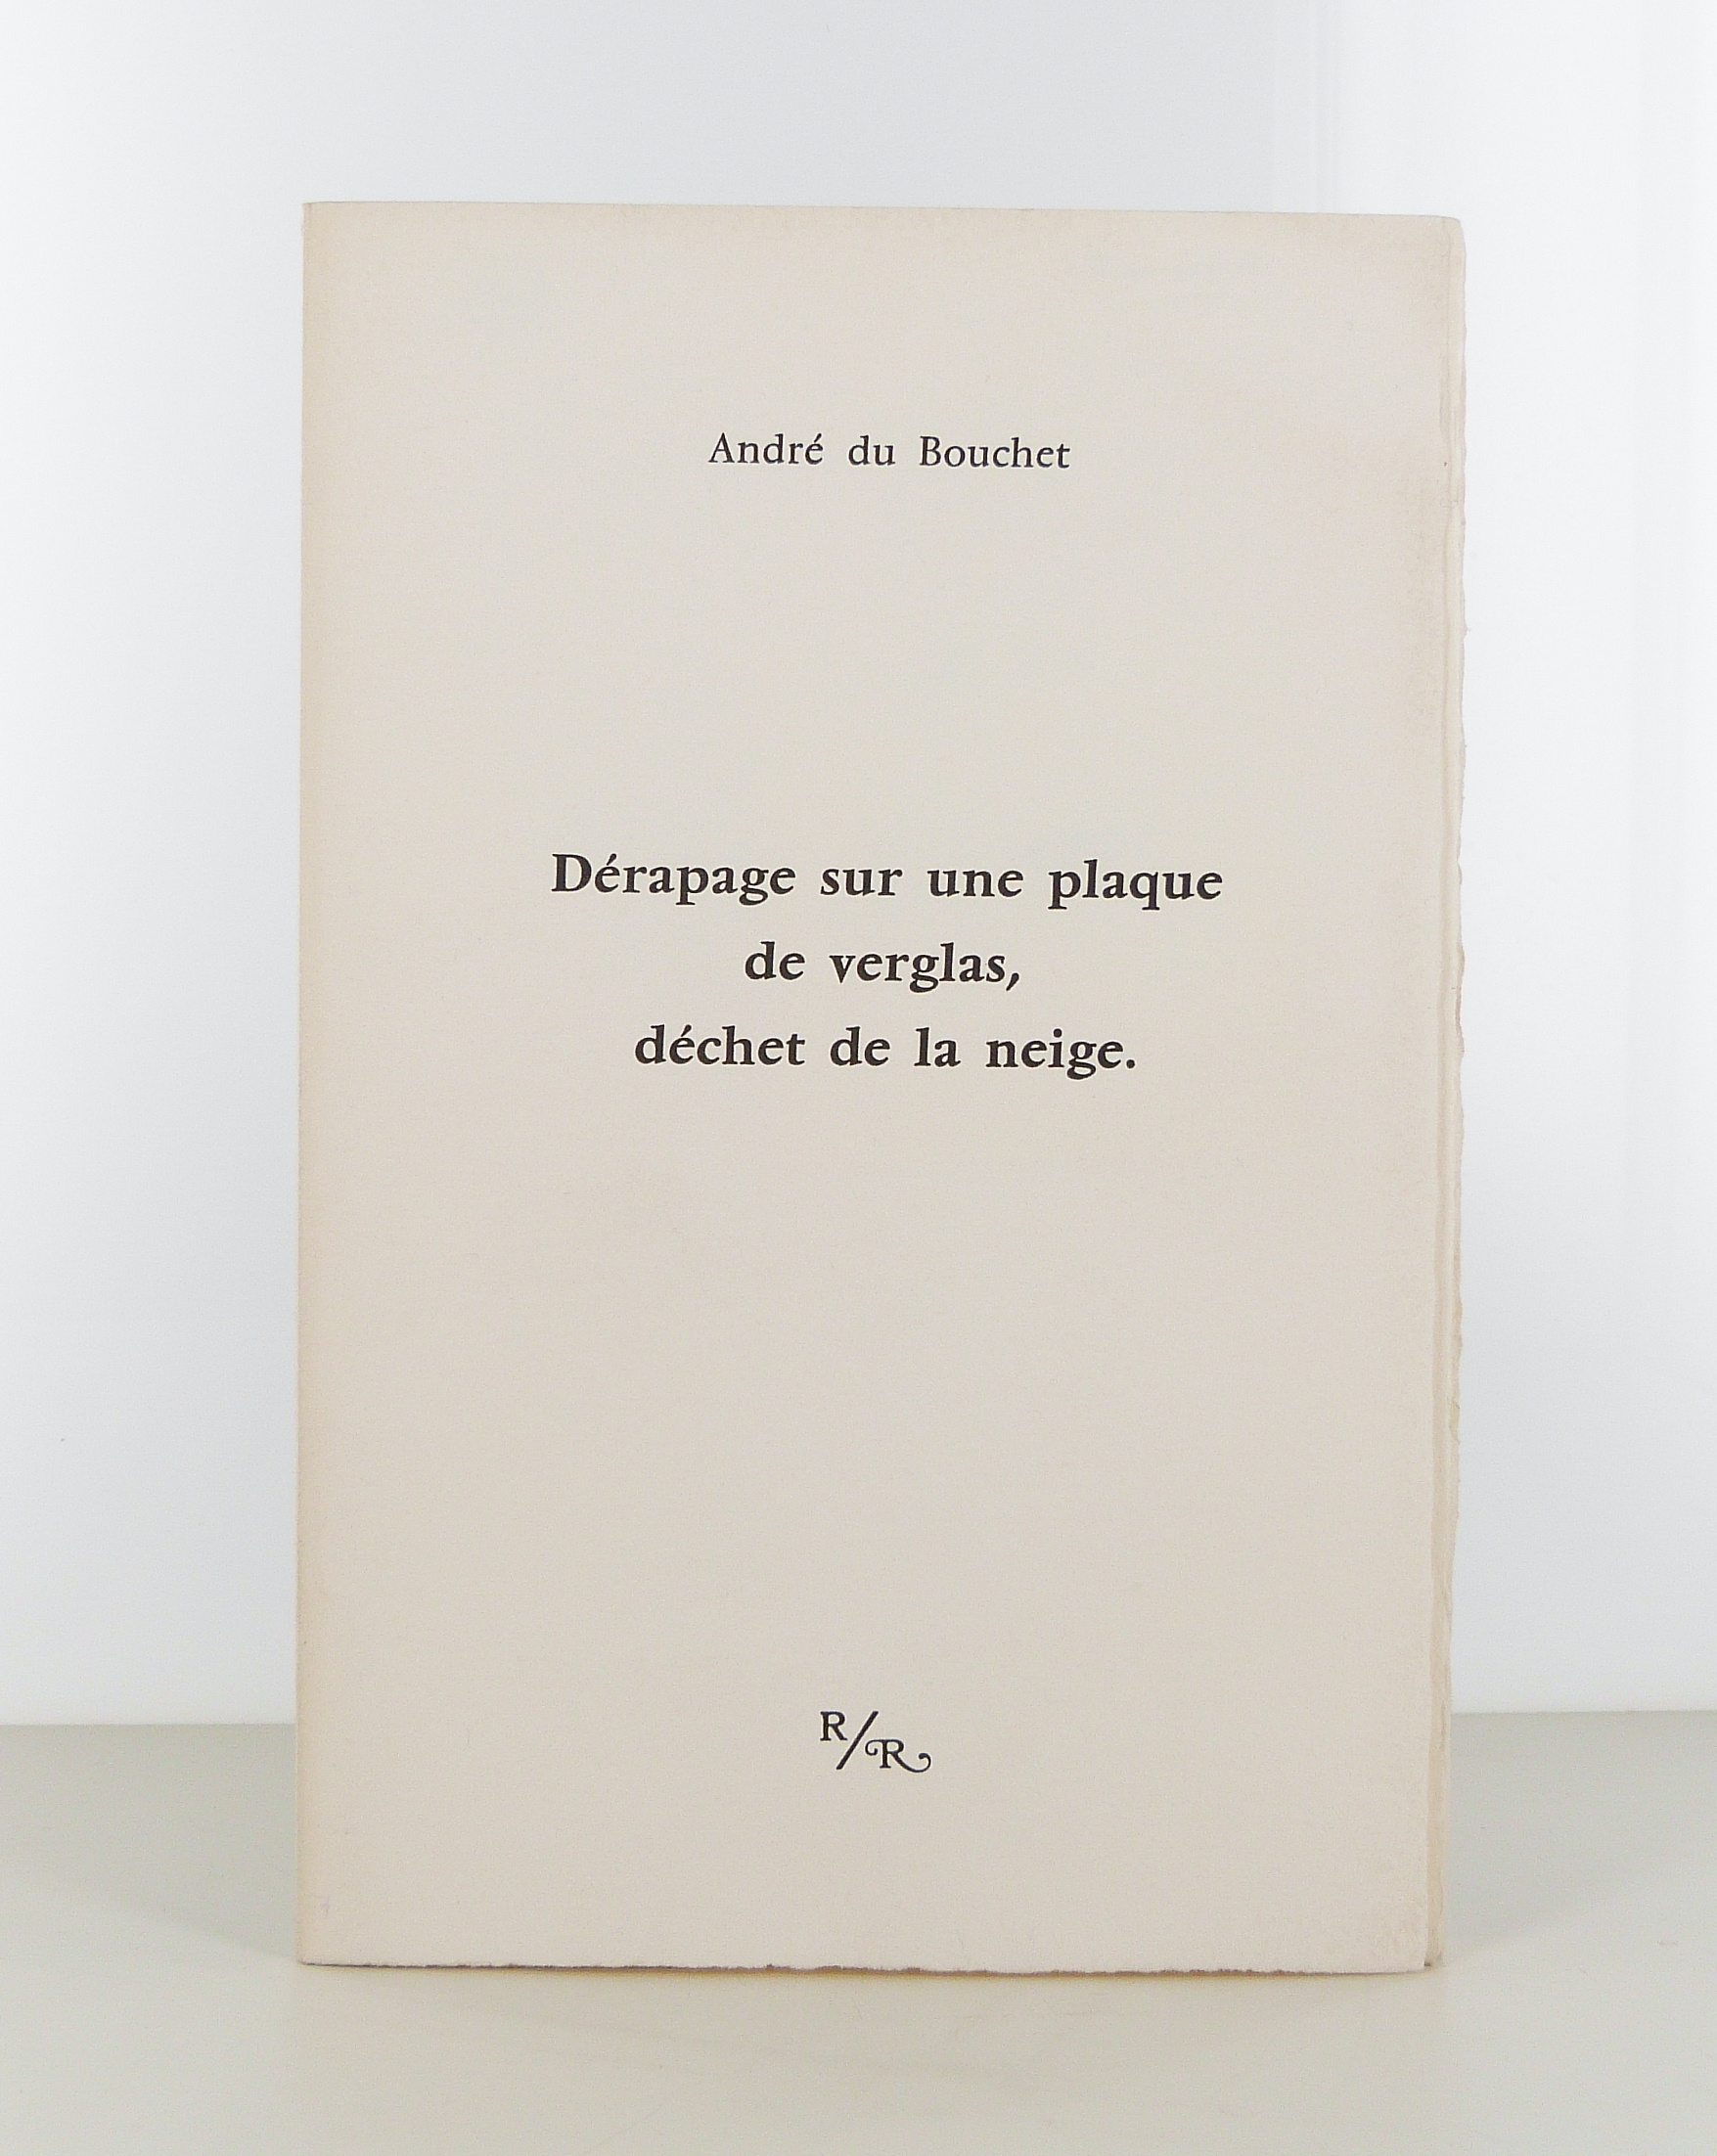 André du Bouchet
Dérapage sur une plaque
de verglas,
déchet de la neige.
R/R